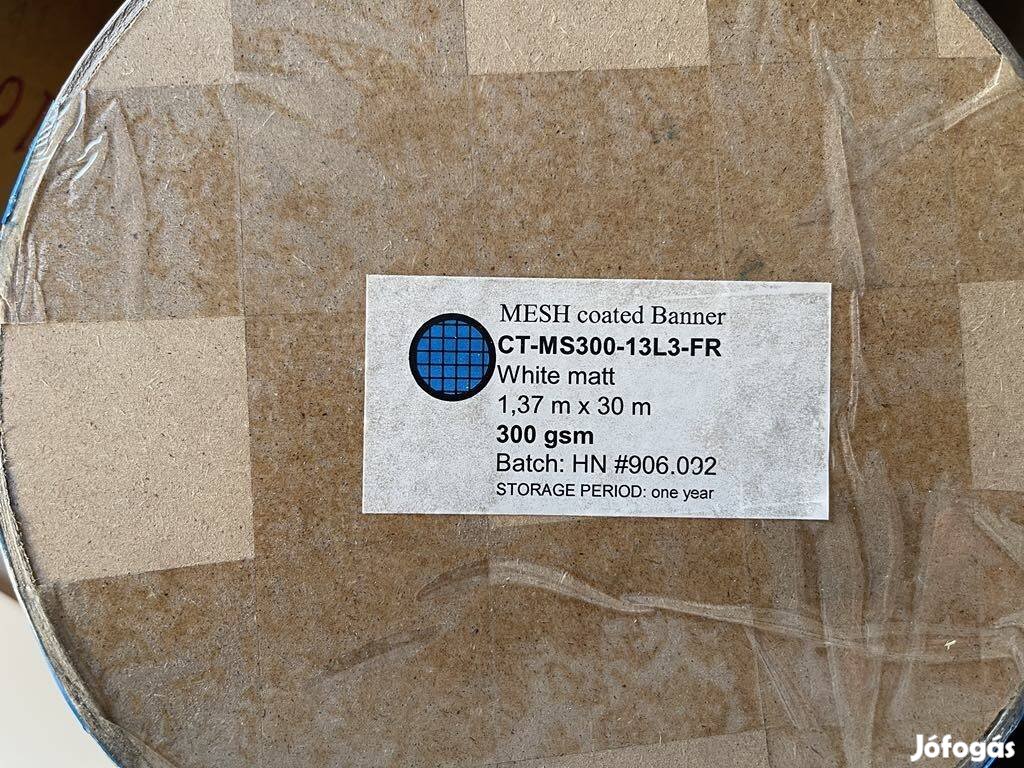 MESH coated Banner
CT-MS300-13L3-FR
White matt
1,37 m x 30 m
300 gsm
Batch: HN #906.002
STORAGE PERIOD: one year
Jófogás